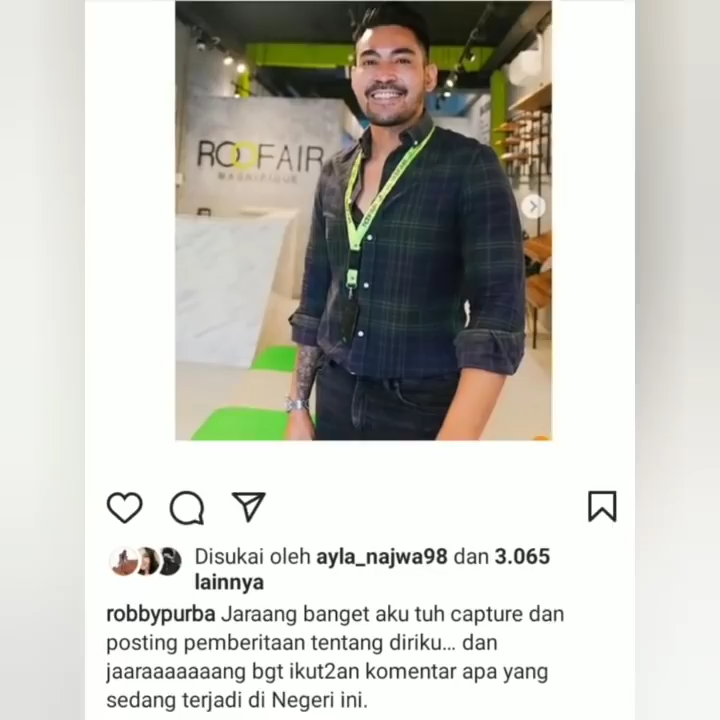 ROOFAIR
MAGNIFIQUE
Disukai oleh ayla_najwa98 dan 3.065
lainnya
robbypurba Jaraang banget aku tuh capture dan
posting pemberitaan tentang diriku... dan
jaaraaaaaaang bgt ikut2an komentar apa yang
sedang terjadi di Negeri ini.